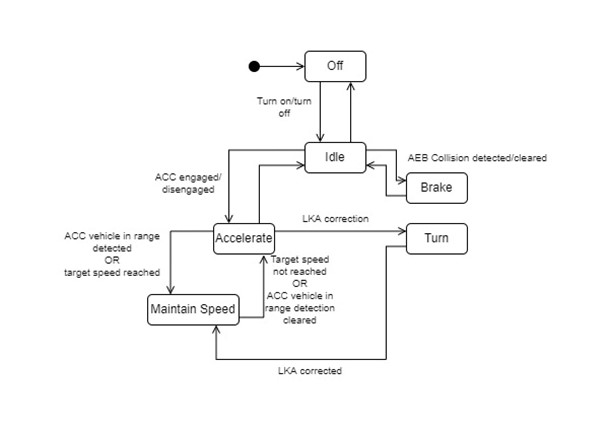 Off
Turn on/turn
off
Idle
AEB Collision detected/cleared
Brake
ACC engaged/
disengaged
LKA correction
Accelerate
Turn
ACC vehicle in range
detected
OR
target speed reached
Target speed
not reached
OR
ACC vehicle in
range detection
cleared
Maintain Speed
LKA corrected